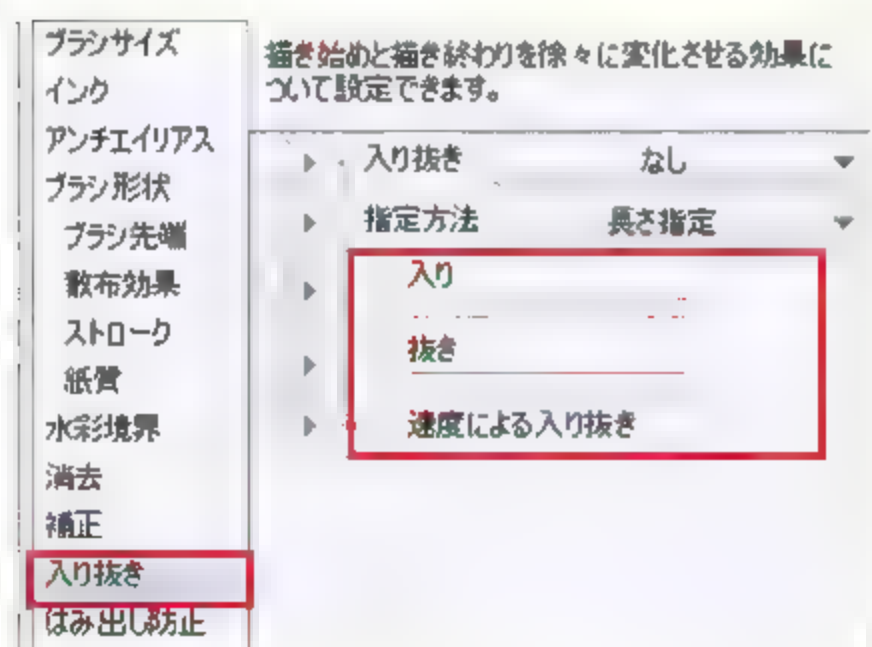 ブラシサイズ
インク
アンチエイリアス
ブラシ形状
ブラシ先端
散布効果
ストローク
紙質
水彩境界
消去
補正
入り抜き
はみ出し防止
描き始めと描き終わりを徐々に変化させる効果に
ついて設定できます。
入り抜き なし
指定方法 長さ指定
入り
抜き
速度による入り抜き